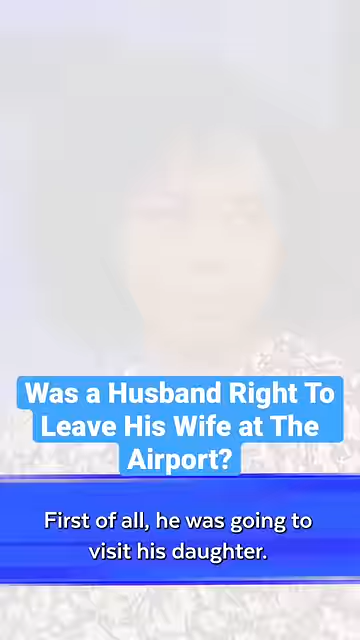 Was a Husband Right To
Leave His Wife at The
Airport?
First of all, he was going to
visit his daughter.